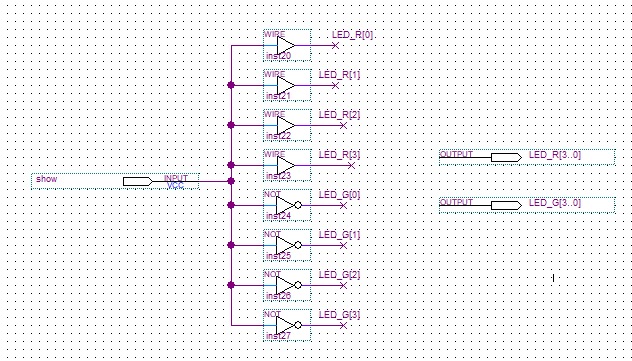 WIRE
LED_R[0]
inst20
WIRE
LED_R[1]
inst21
WIRE
LED_R[2]
inst22
WIRE
LED_R[3]
inst23
show
INPUT
VCC
NOT
LED_G[0]
inst24
NOT
LED_G[1]
inst25
NOT
LED_G[2]
inst26
NOT
LED_G[3]
inst27
OUTPUT
LED_R[3..0]
OUTPUT
LED_G[3..0]